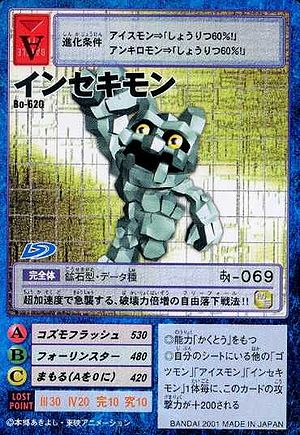 A
進化条件
アイスモン⇒「しょうりつ60%!」
アンキロモン⇒「しょうりつ60%!」
インセキモン
Bo-620
完全体
鉱石型・データ種
-069
超加速度で急襲する、破壊力倍増の自由落下戦法!!
A コズモフラッシュ 530
B フォーリンスター 480
C まもる(Aを0に) 420
LOST POINT Ⅲ30 Ⅳ20 完10 究10
◎能力「かくとう」をもつ
◎自分のシートにいる他の「ゴ
ツモン」「アイスモン」「インセキ
モン」1体毎に、このカードの攻
撃力が+200される
©本郷あきよし・東映アニメーション
BANDAI 2001 MADE IN JAPAN